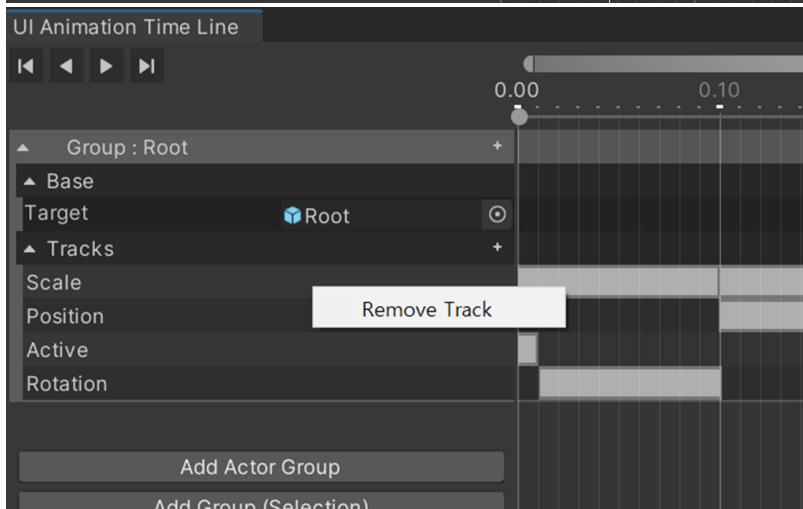 UI Animation Time Line
0.00
0.10
Group : Root
Base
Target
Root
Tracks
Scale
Remove Track
Position
Active
Rotation
Add Actor Group
Add Group (Selection)